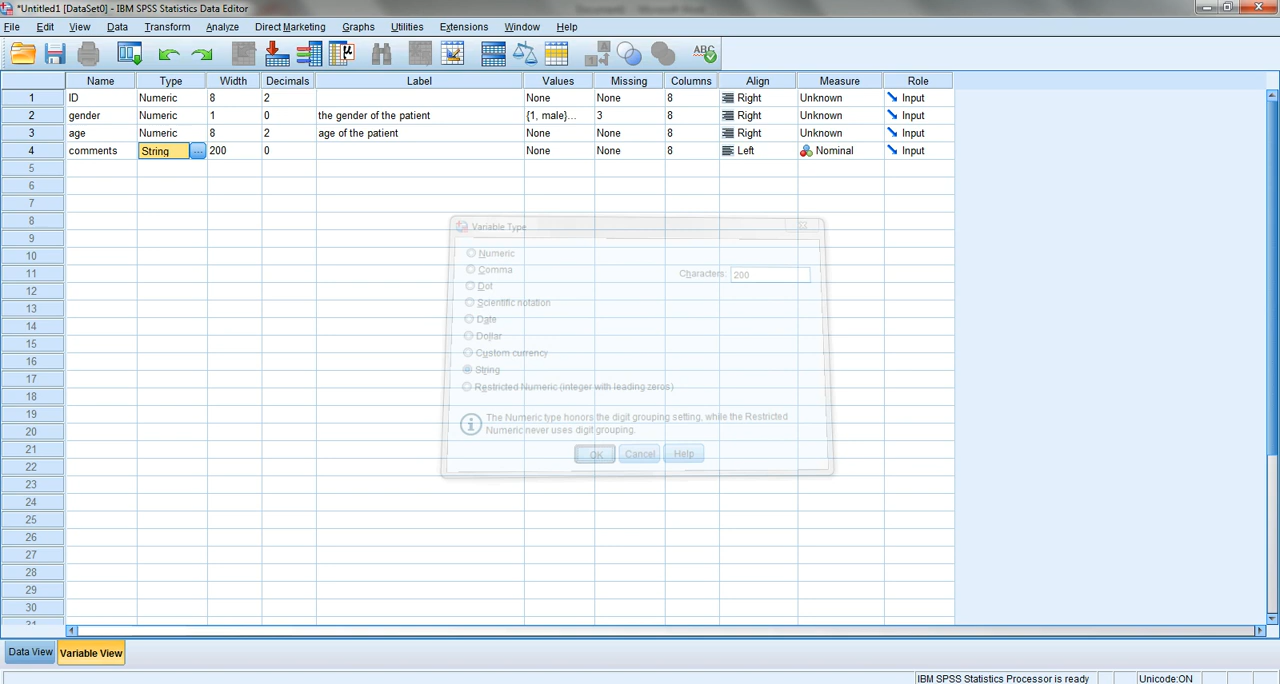 *Untitled1 [DataSet0] - IBM SPSS Statistics Data Editor
File Edit View Data Transform Analyze Direct Marketing Graphs Utilities Extensions Window Help
Name Type Width Decimals Label Values Missing Columns Align Measure Role
1 ID Numeric 8 2 None None 8 Right Unknown Input
2 gender Numeric 1 0 the gender of the patient {1, male}... 3 8 Right Unknown Input
3 age Numeric 8 2 age of the patient None None 8 Right Unknown Input
4 comments String ... 200 0 None None 8 Left Nominal Input
5
6
7
8
9
10
11
12
13
14
15
16
17
18
19
20
21
22
23
24
25
26
27
28
29
30
31
Variable Type
Numeric
Comma
Dot
Scientific notation
Date
Dollar
Custom currency
String
Restricted Numeric (integer with leading zeros)
Characters: 200
The Numeric type honors the digit grouping setting, while the Restricted
Numeric never uses digit grouping.
OK Cancel Help
Data View Variable View
IBM SPSS Statistics Processor is ready Unicode:ON